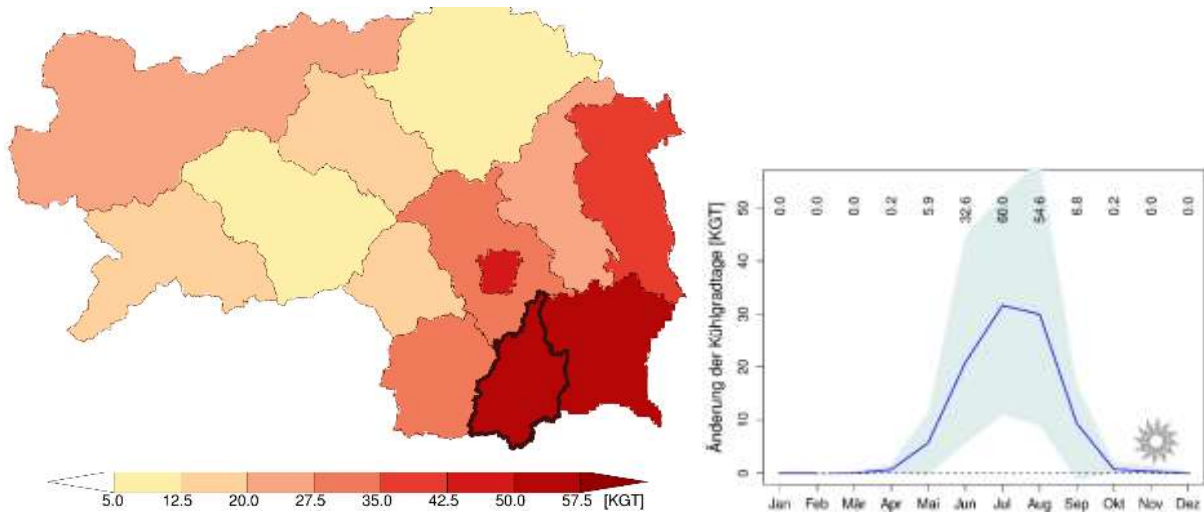 5.0 12.5 20.0 27.5 35.0 42.5 50.0 57.5 [KGT]
Änderung der Kühlgradtage [KGT]
0.0 0.0 0.0 0.2 5.9 32.6 60.0 54.6 6.8 0.2 0.0 0.0
50
40
30
20
10
0
Jan Feb Mär Apr Mai Jun Jul Aug Sep Okt Nov Dez